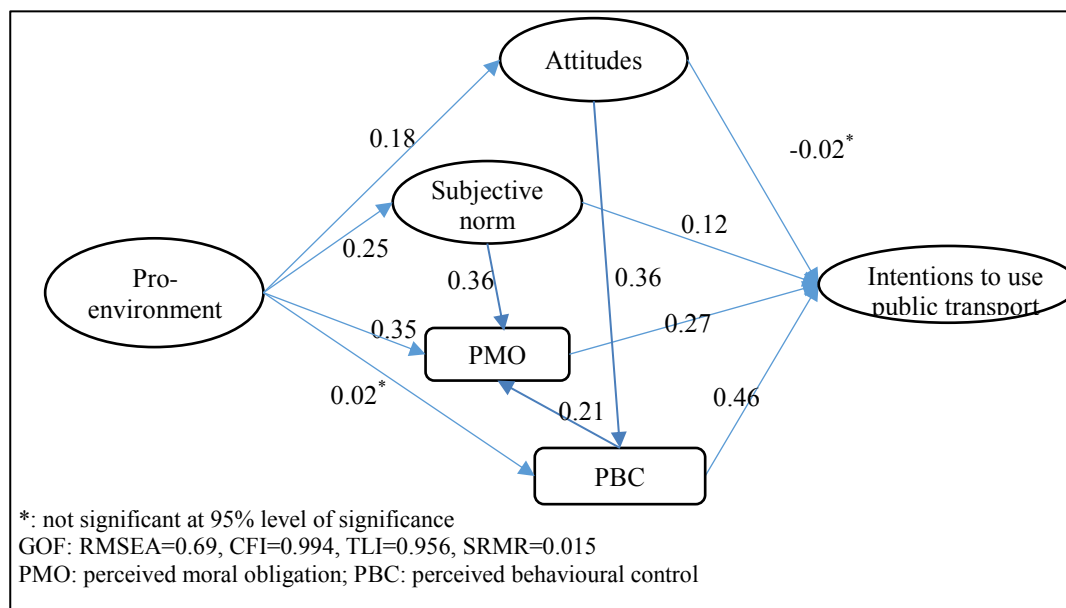 Attitudes
0.18
-0.02*
Subjective
norm
0.12
0.25
0.36
0.36
Pro-
environment
Intentions to use
public transport
0.35
PMO
0.27
0.02*
0.21
0.46
PBC
*: not significant at 95% level of significance
GOF: RMSEA=0.69, CFI=0.994, TLI=0.956, SRMR=0.015
PMO: perceived moral obligation; PBC: perceived behavioural control